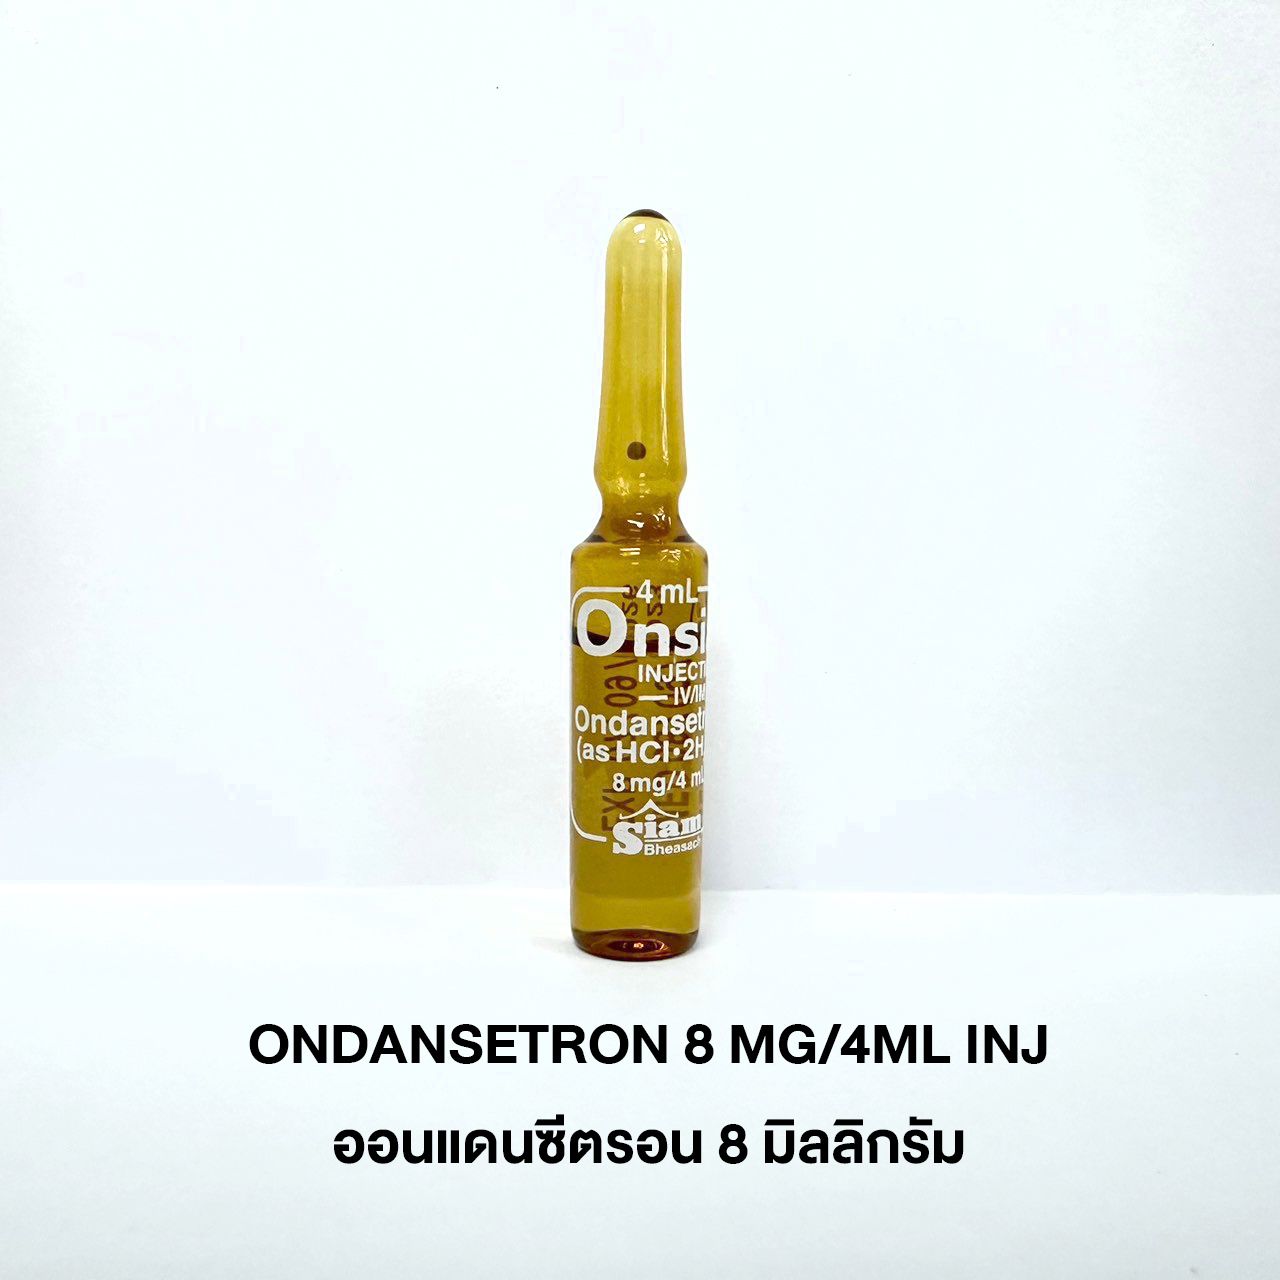 4 mL
Onsi
INJECTI
IV/IM
Ondansetr
(as HCl·2H
8 mg/4 mL
Siam
Bheasach
ONDANSETRON 8 MG/4ML INJ
ออนแดนซีตรอน 8 มิลลิกรัม